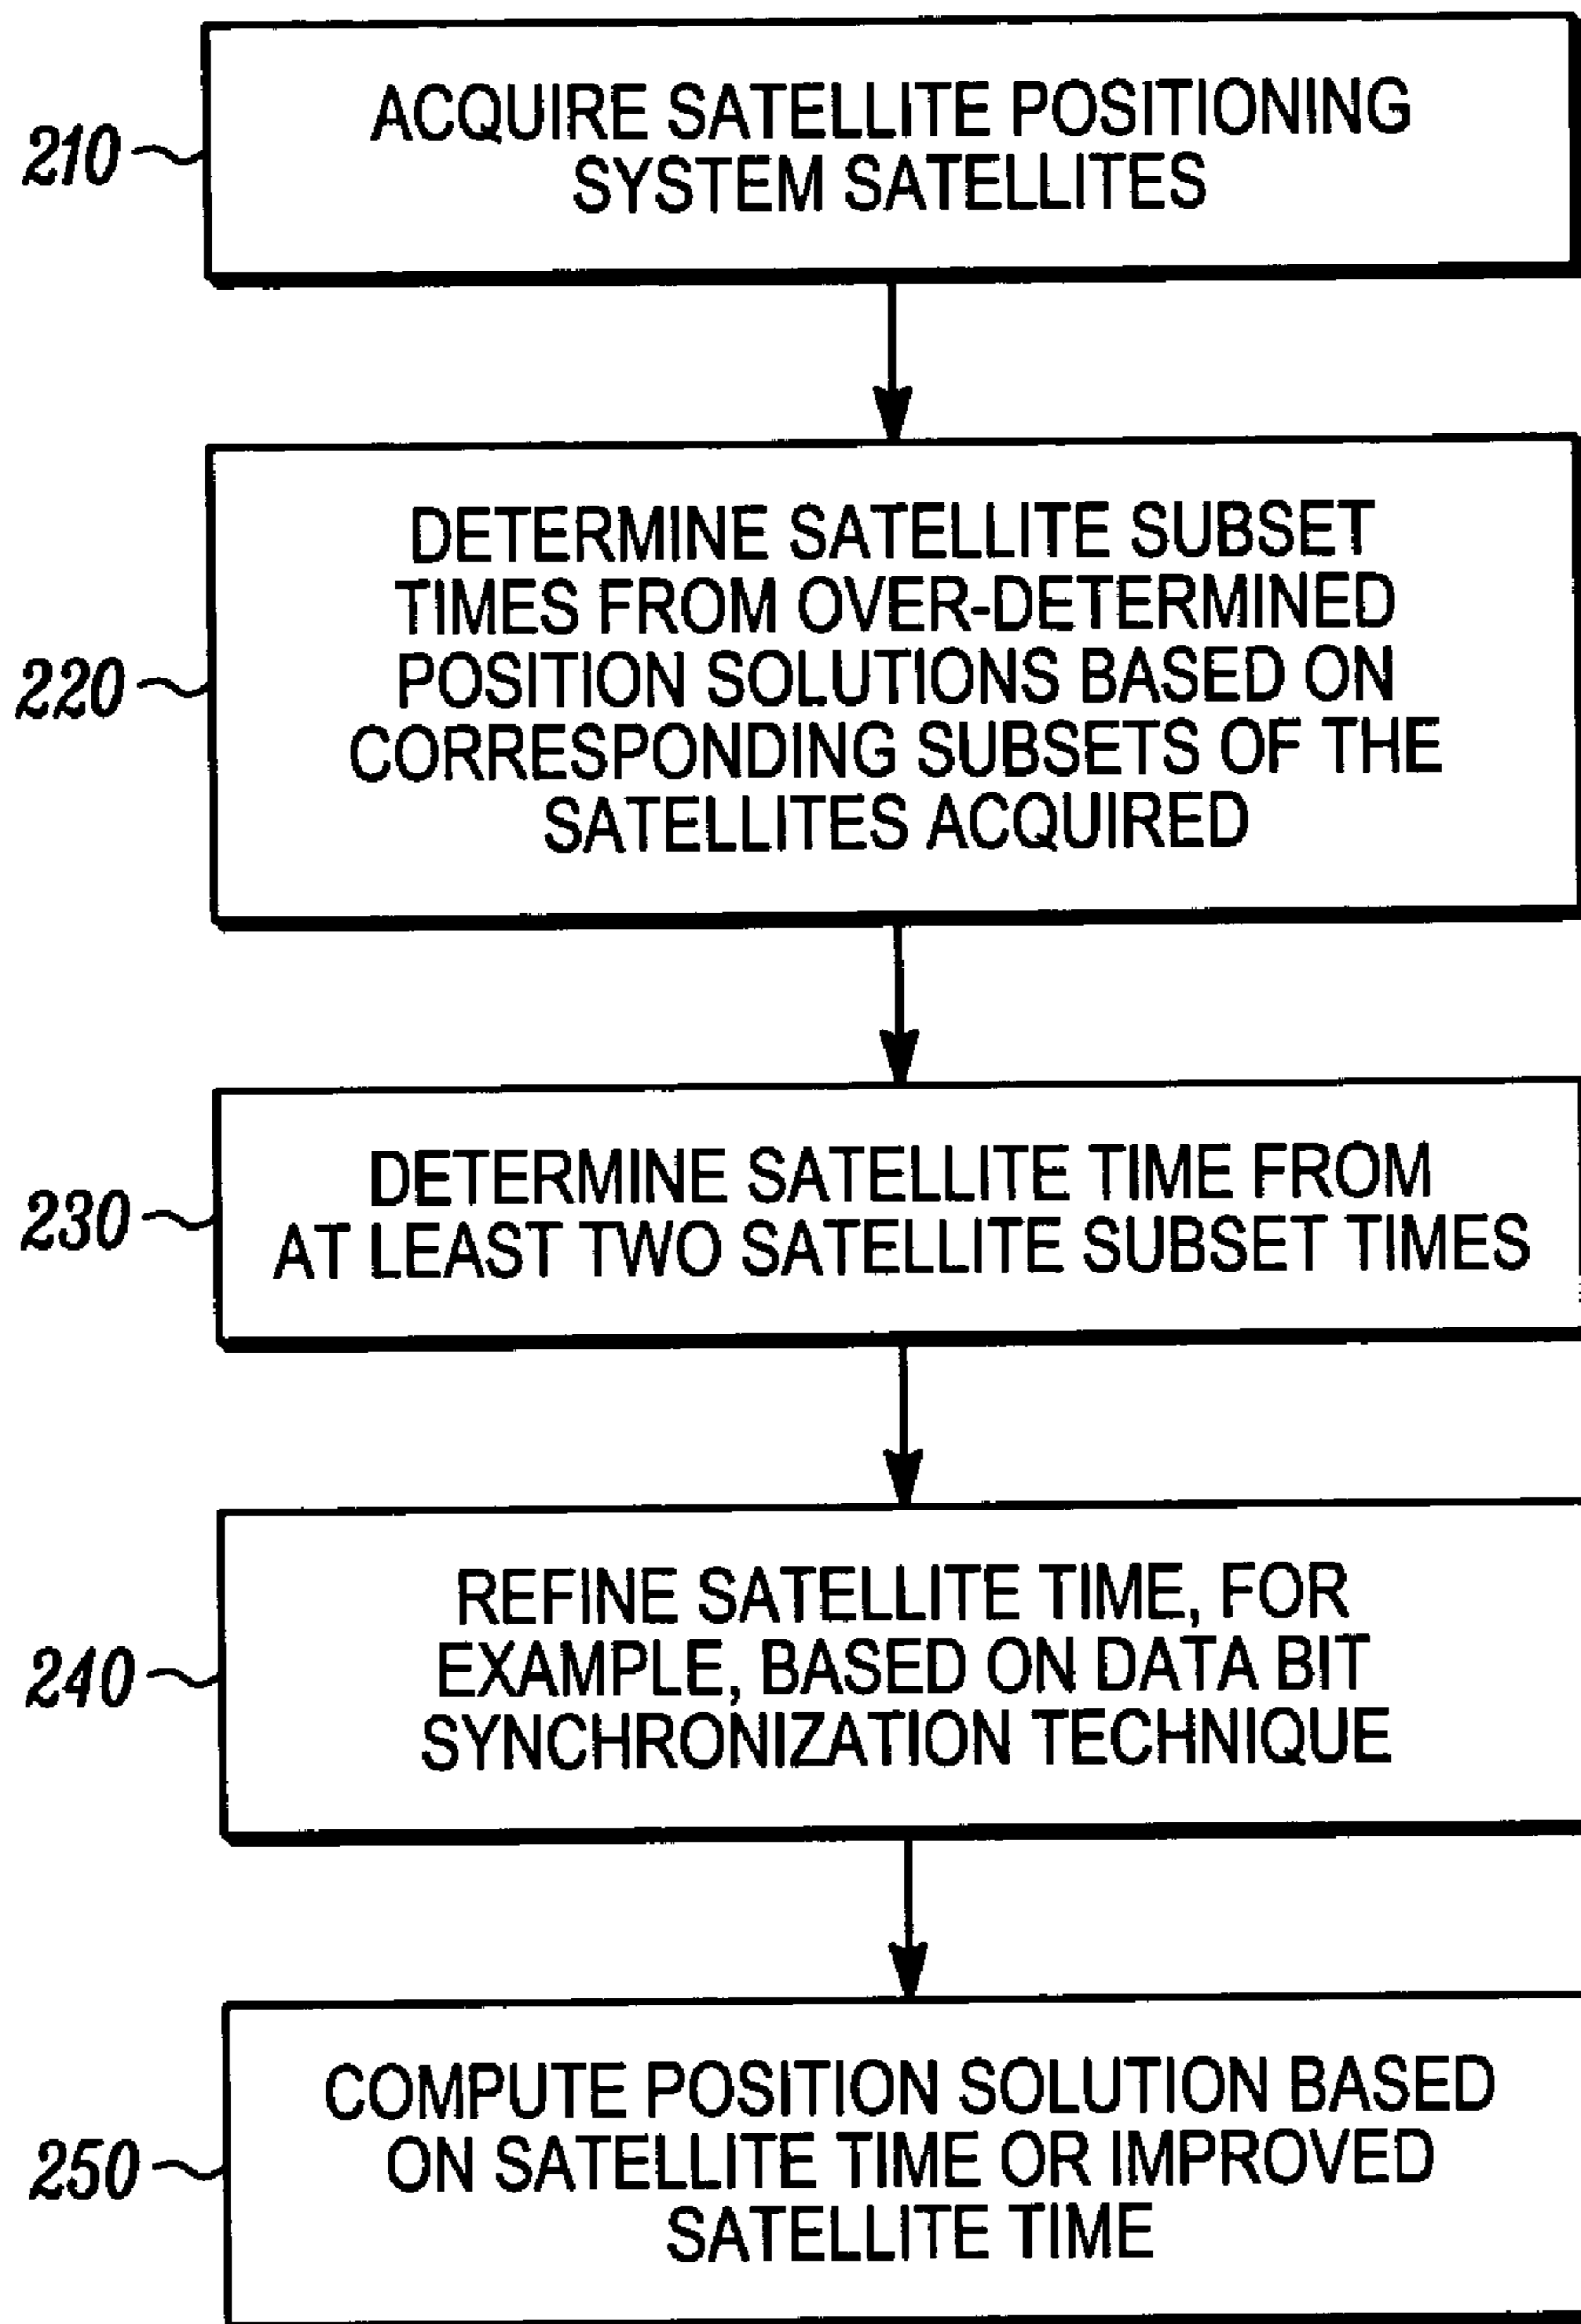 210
ACQUIRE SATELLITE POSITIONING
SYSTEM SATELLITES
220
DETERMINE SATELLITE SUBSET
TIMES FROM OVER-DETERMINED
POSITION SOLUTIONS BASED ON
CORRESPONDING SUBSETS OF THE
SATELLITES ACQUIRED
230
DETERMINE SATELLITE TIME FROM
AT LEAST TWO SATELLITE SUBSET TIMES
240
REFINE SATELLITE TIME, FOR
EXAMPLE, BASED ON DATA BIT
SYNCHRONIZATION TECHNIQUE
250
COMPUTE POSITION SOLUTION BASED
ON SATELLITE TIME OR IMPROVED
SATELLITE TIME